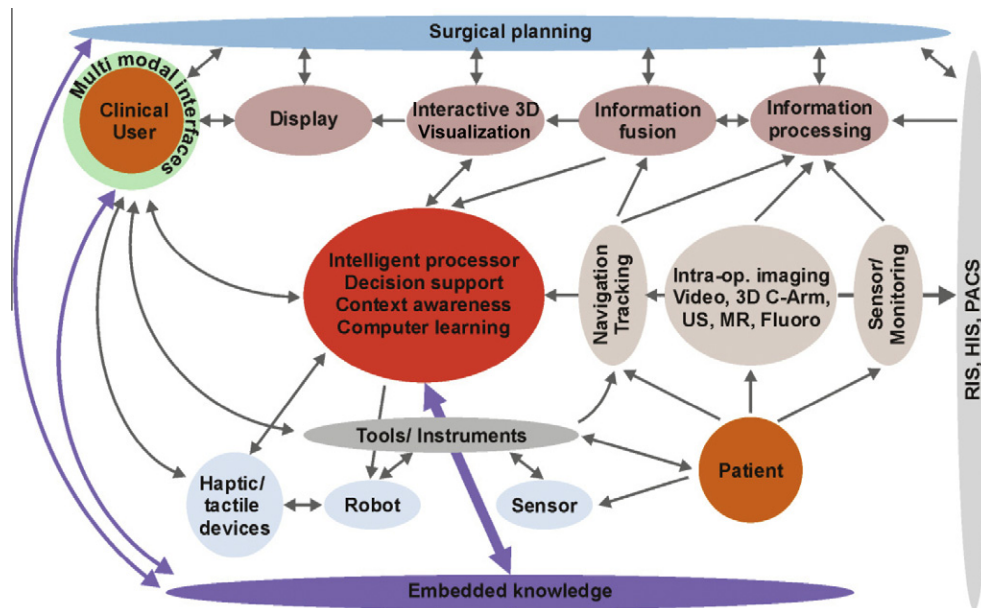 Surgical planning
Multi modal interfaces
Clinical
User
Display
Interactive 3D
Visualization
Information
fusion
Information
processing
Intelligent processor
Decision support
Context awareness
Computer learning
Navigation
Tracking
Intra-op. imaging
Video, 3D C-Arm,
US, MR, Fluoro
Sensor/
Monitoring
RIS, HIS, PACS
Tools/ Instruments
Patient
Haptic/
tactile
devices
Robot
Sensor
Embedded knowledge